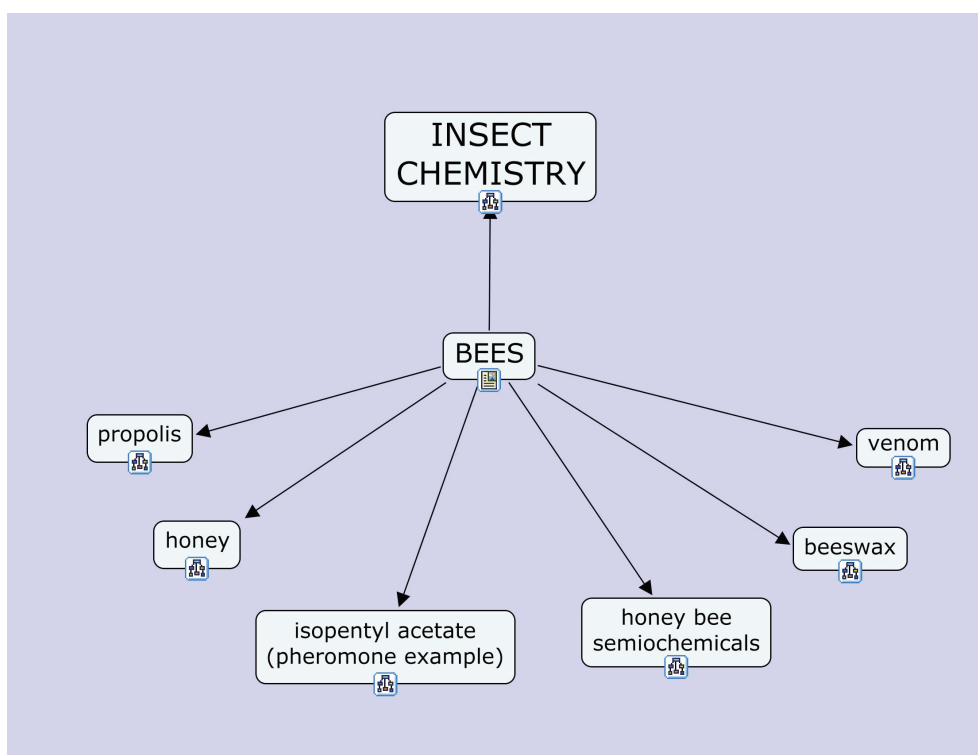 INSECT
CHEMISTRY
BEES
propolis
venom
honey
beeswax
isopentyl acetate
(pheromone example)
honey bee
semiochemicals